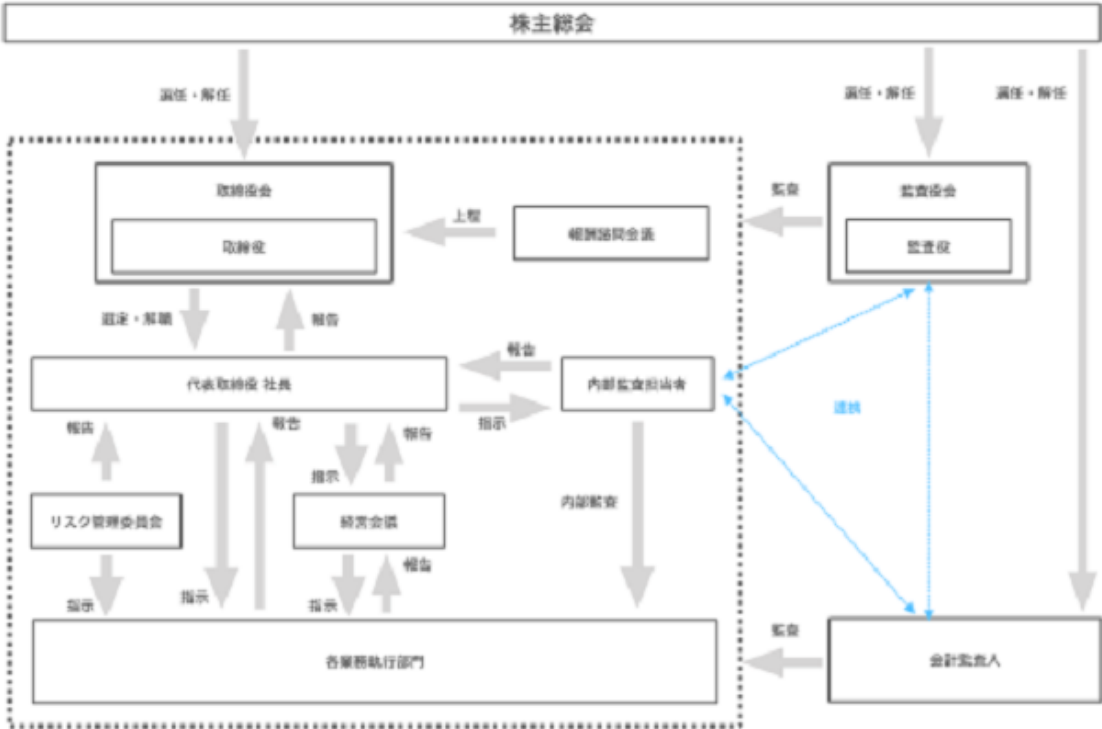 株主総会
選任・解任
選任・解任
選任・解任
取締役会
取締役
上程
報酬諮問会議
監査
監査役会
監査役
選定・解職
報告
代表取締役 社長
報告
指示
内部監査担当者
連携
報告
指示
報告
指示
報告
内部監査
リスク管理委員会
経営会議
指示
指示
報告
各業務執行部門
監査
会計監査人